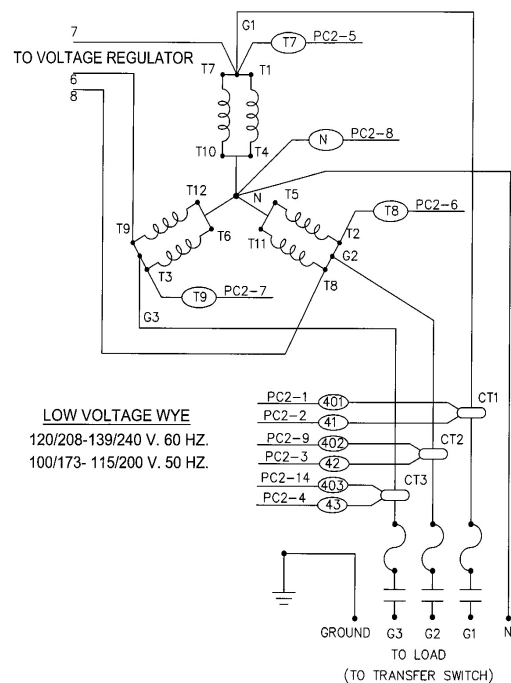 G1
7
T7
PC2-5
TO VOLTAGE REGULATOR
T7 T1
6
8
N
PC2-8
T10 T4
T12
N
T5
T8
PC2-6
T9
T6
T11
T2
G2
T3
T8
T9
PC2-7
G3
PC2-1
401
CT1
PC2-2
41
LOW VOLTAGE WYE
120/208-139/240 V. 60 HZ.
100/173- 115/200 V. 50 HZ.
PC2-9
402
CT2
PC2-3
42
PC2-14
403
CT3
PC2-4
43
GROUND G3 G2 G1 N
TO LOAD
(TO TRANSFER SWITCH)